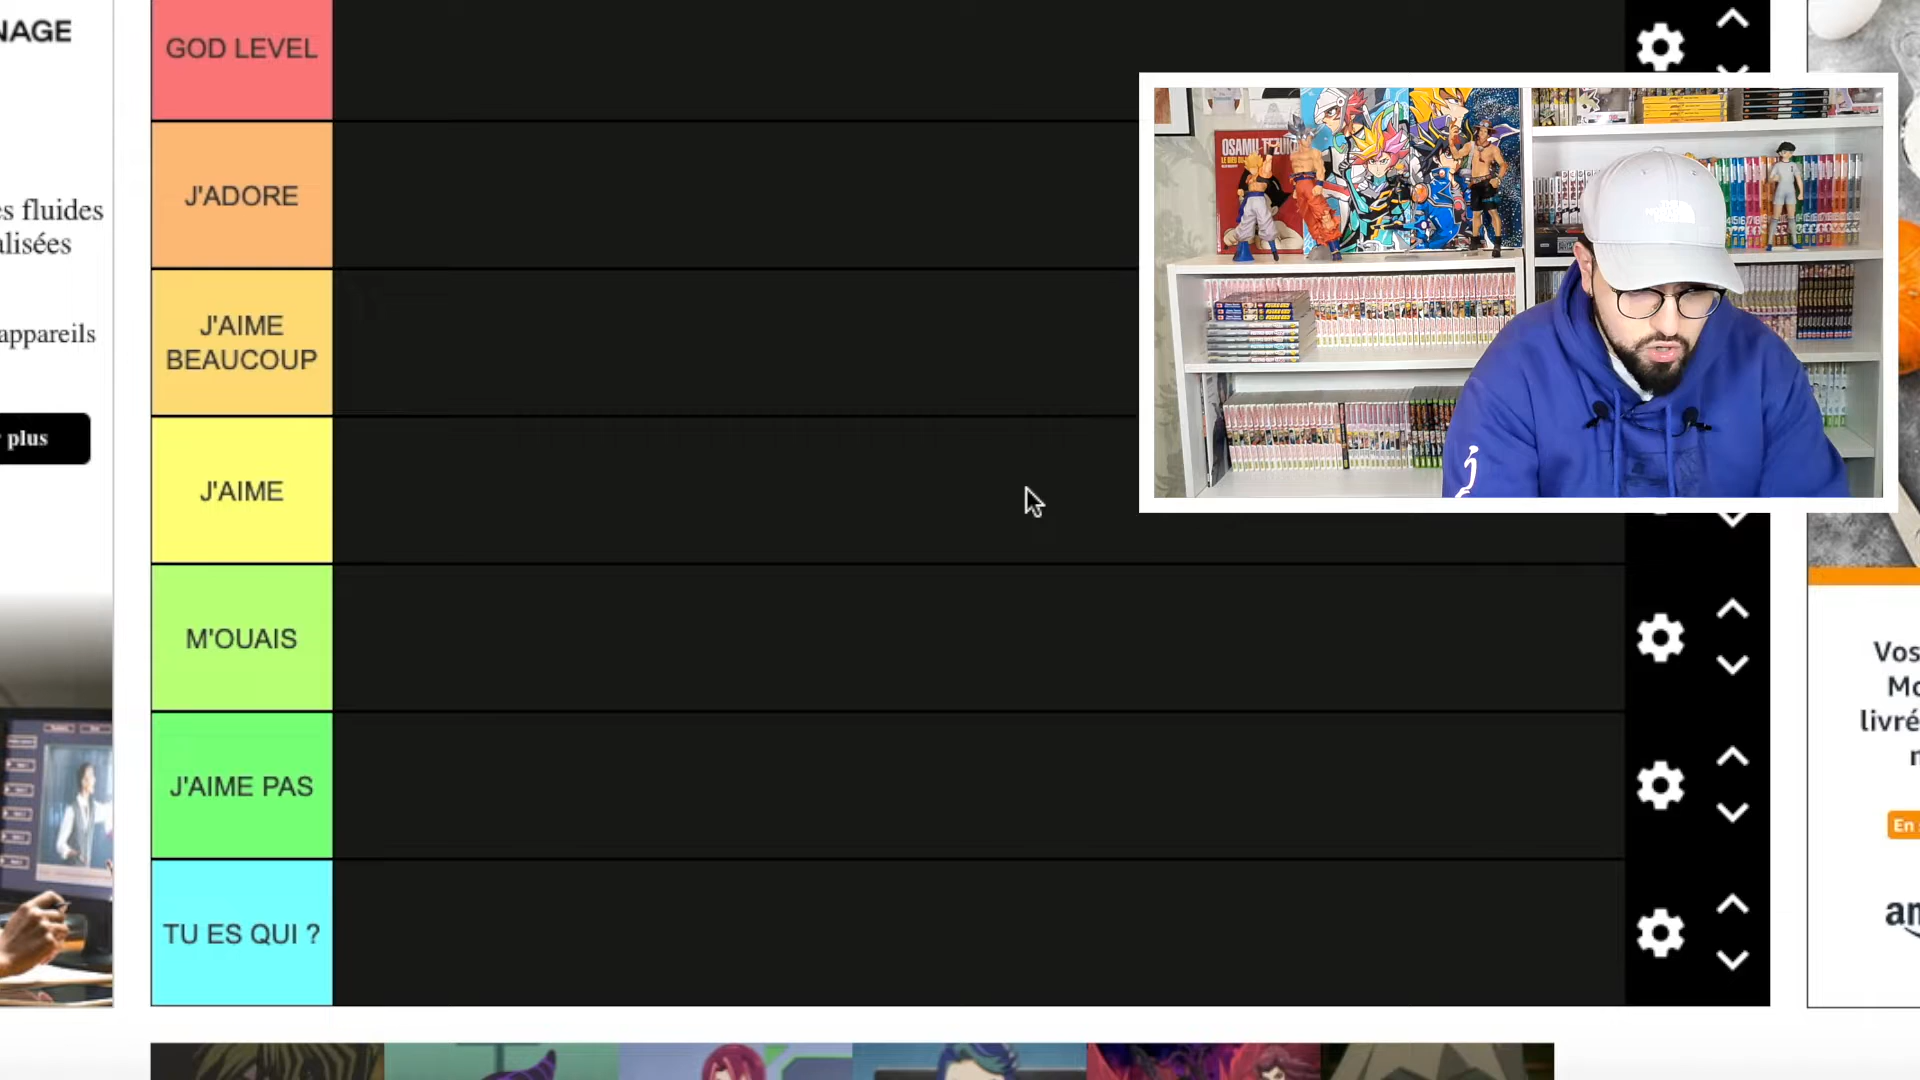 NAGE
es fluides
alisées
appareils
plus
GOD LEVEL
J'ADORE
J'AIME
BEAUCOUP
J'AIME
M'OUAIS
J'AIME PAS
TU ES QUI ?
OSAMU TEZUKA
Vos
Mo
livré
En
am